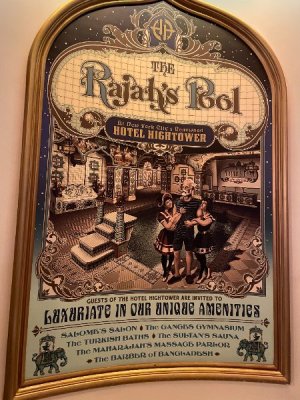 THE
Rajah's Pool
At New York City's Renowned
HOTEL HIGHTOWER
GUESTS OF THE HOTEL HIGHTOWER ARE INVITED TO
LUXURIATE IN OUR UNIQUE AMENITIES
SALOME'S SALON ♦ THE GANGES GYMNASIUM
THE TURKISH BATHS ♦ THE SULTAN'S SAUNA
THE MAHARAJAH'S MASSAGE PARLOR
♦ THE BARBER OF BANGLADESH ♦